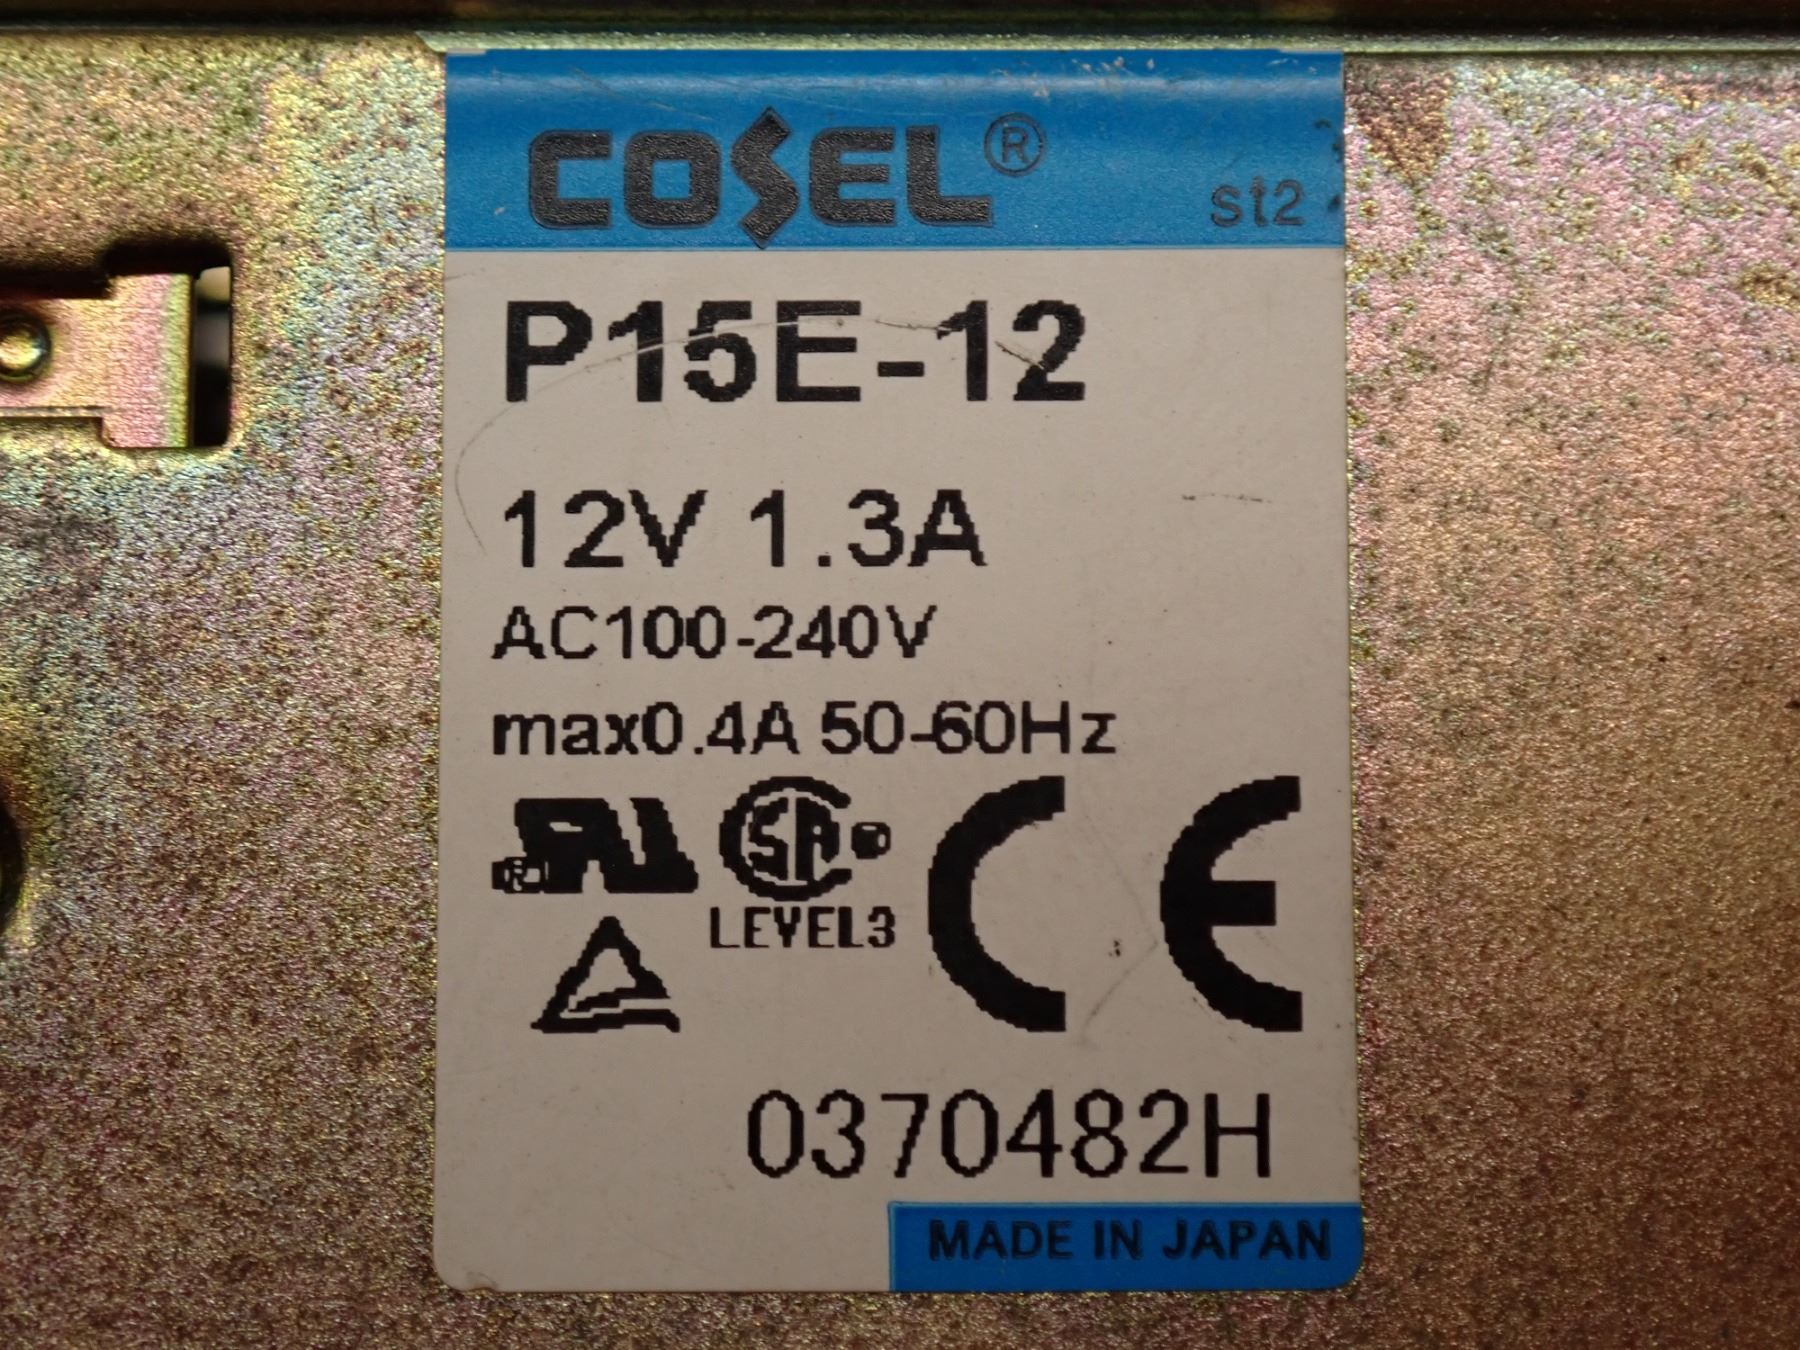 COSEL®
st2
P15E-12
12V 1.3A
AC100-240V
max0.4A 50-60Hz
R
SA
LEVEL3
CE
0370482H
MADE IN JAPAN